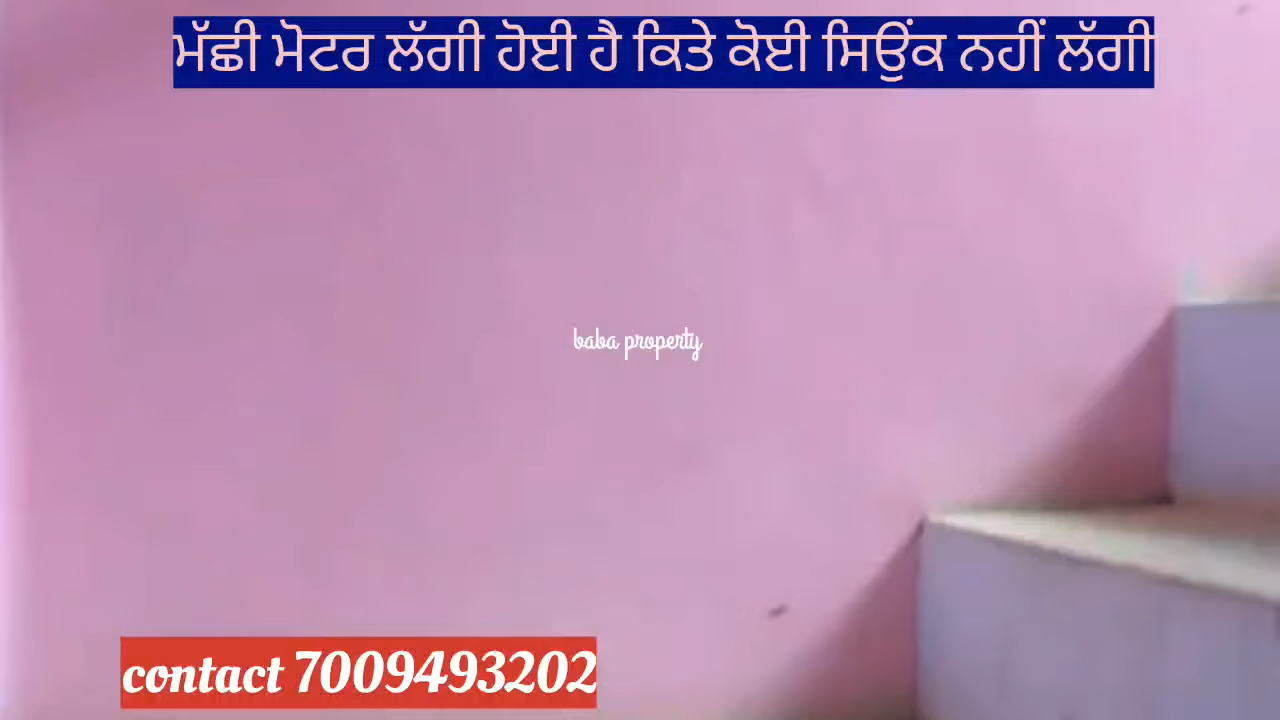 ਮੱਛੀ ਮੋਟਰ ਲੱਗੀ ਹੋਈ ਹੈ ਕਿਤੇ ਕੋਈ ਸਿਉਂਕ ਨਹੀਂ ਲੱਗੀ
baba property
contact 7009493202